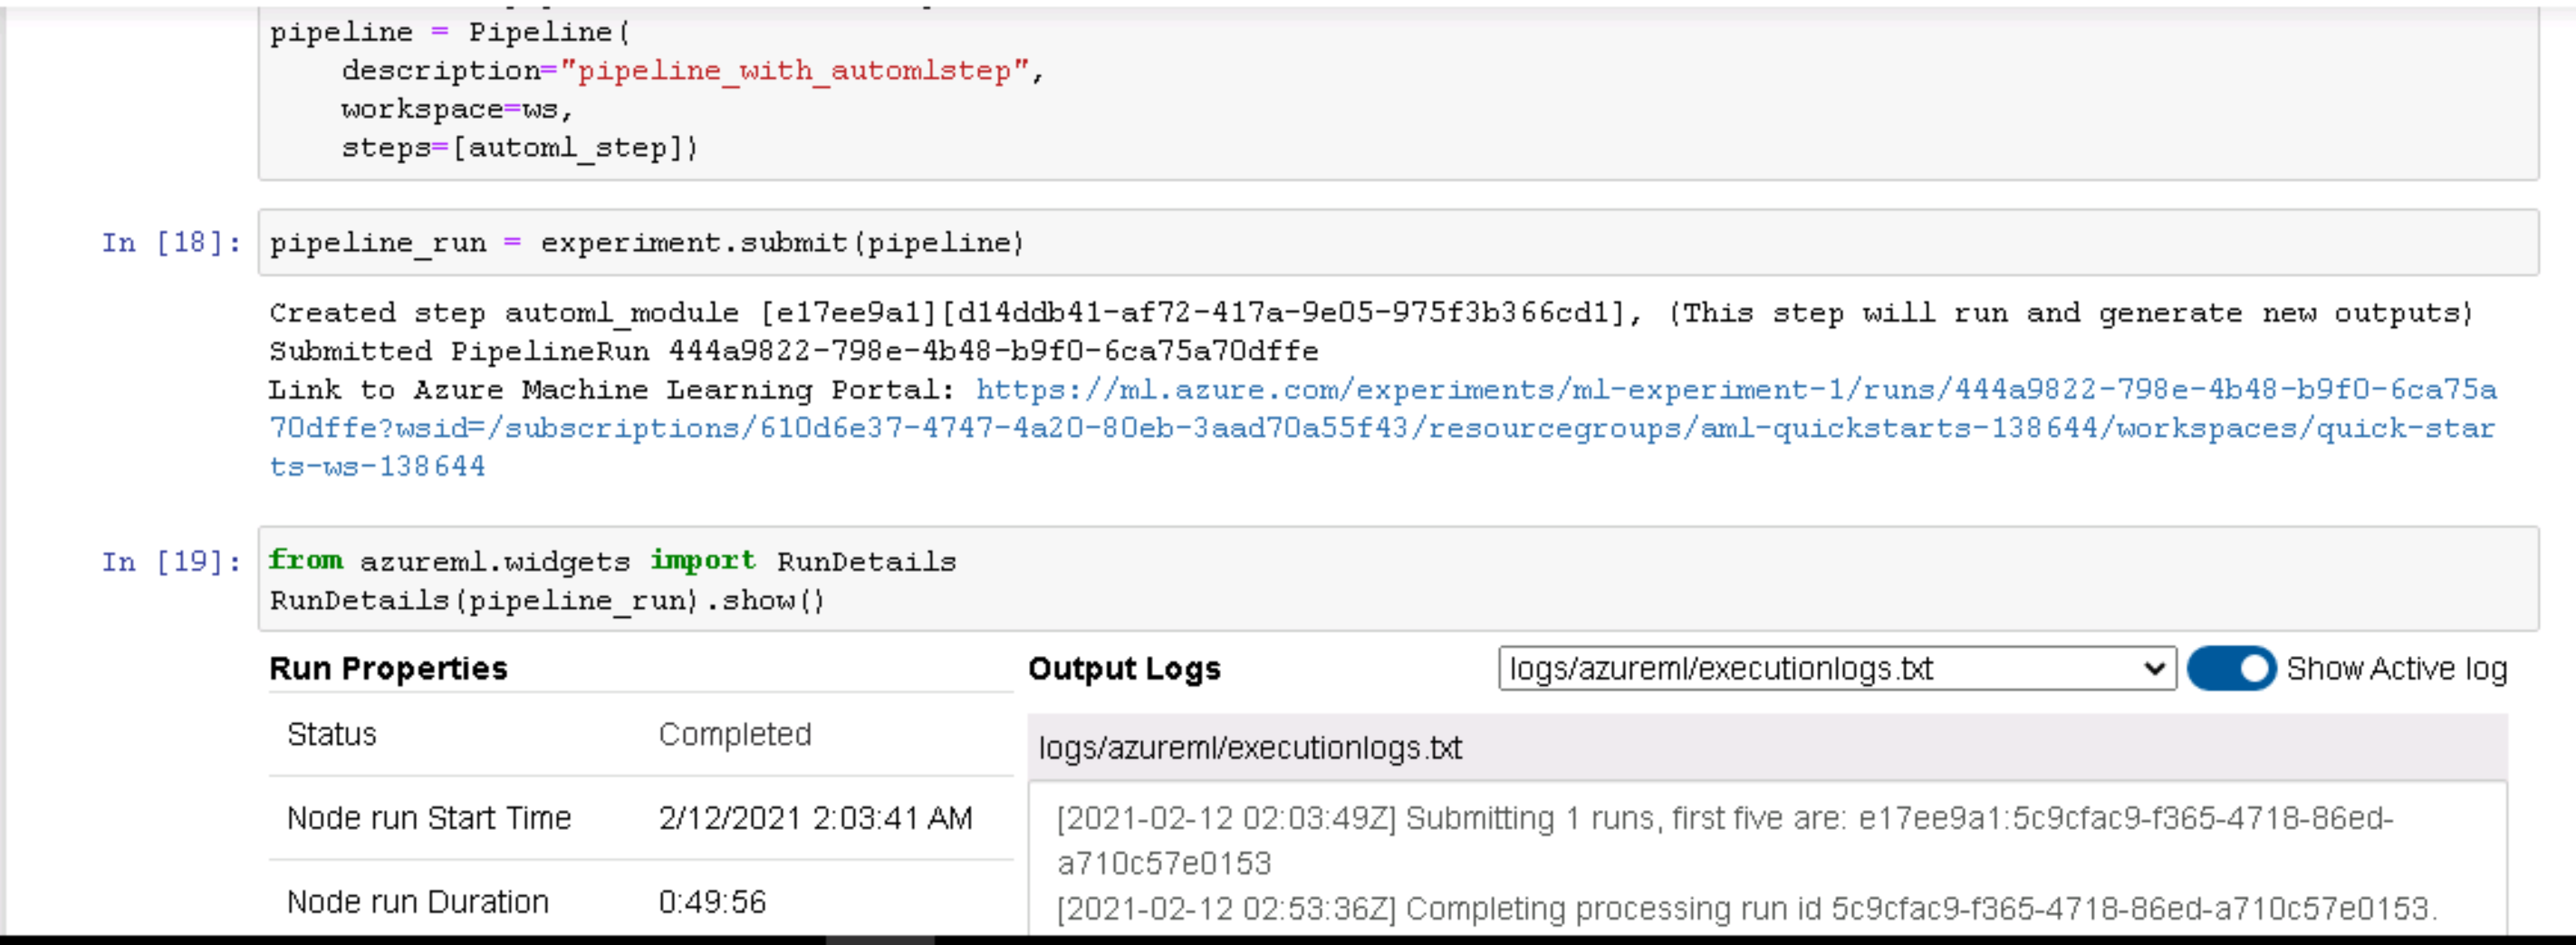 pipeline = Pipeline(
    description="pipeline_with_automlstep",
    workspace=ws,
    steps=[automl_step])
In [18]: pipeline_run = experiment.submit(pipeline)
Created step automl_module [e17ee9a1][d14ddb41-af72-417a-9e05-975f3b366cd1], (This step will run and generate new outputs)
Submitted PipelineRun 444a9822-798e-4b48-b9f0-6ca75a70dffe
Link to Azure Machine Learning Portal: https://ml.azure.com/experiments/ml-experiment-1/runs/444a9822-798e-4b48-b9f0-6ca75a
70dffe?wsid=/subscriptions/610d6e37-4747-4a20-80eb-3aad70a55f43/resourcegroups/aml-quickstarts-138644/workspaces/quick-star
ts-ws-138644
In [19]: from azureml.widgets import RunDetails
RunDetails(pipeline_run).show()
Run Properties
Status Completed
Node run Start Time 2/12/2021 2:03:41 AM
Node run Duration 0:49:56
Output Logs logs/azureml/executionlogs.txt Show Active log
logs/azureml/executionlogs.txt
[2021-02-12 02:03:49Z] Submitting 1 runs, first five are: e17ee9a1:5c9cfac9-f365-4718-86ed-
a710c57e0153
[2021-02-12 02:53:36Z] Completing processing run id 5c9cfac9-f365-4718-86ed-a710c57e0153.